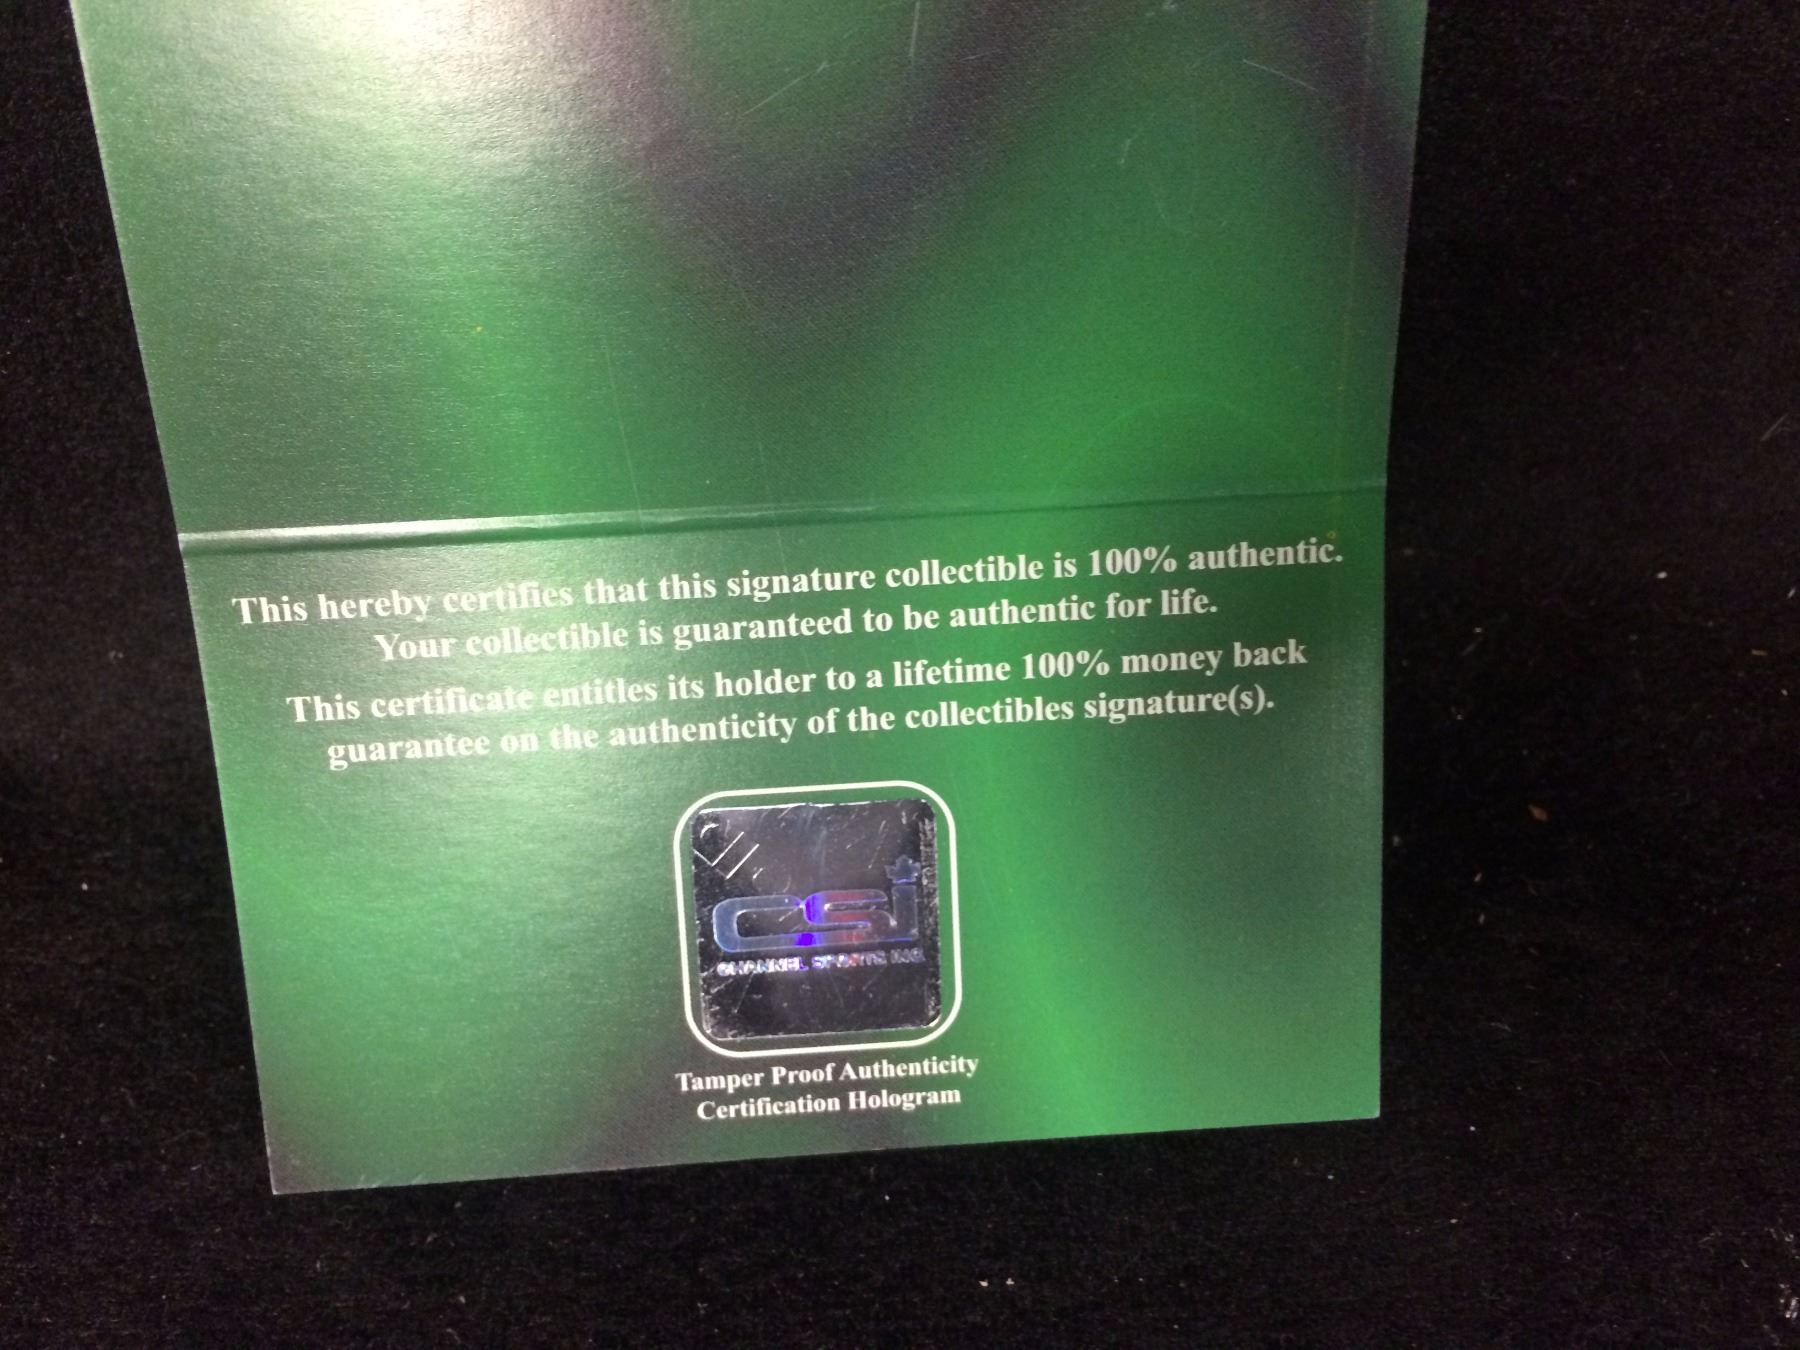 This hereby certifies that this signature collectible is 100% authentic.
Your collectible is guaranteed to be authentic for life.
This certificate entitles its holder to a lifetime 100% money back
guarantee on the authenticity of the collectibles signature(s).
csi
CHANNEL SPORTS INC
Tamper Proof Authenticity
Certification Hologram